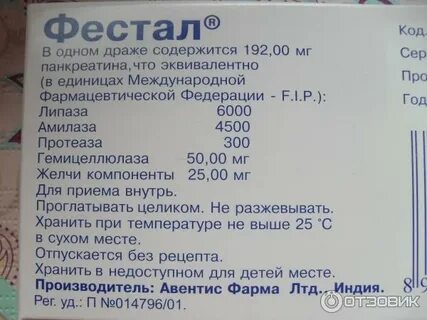 Фестал®
В одном драже содержится 192,00 мг
панкреатина, что эквивалентно
(в единицах Международной
Фармацевтической Федерации - F.I.P.):
Липаза 6000
Амилаза 4500
Протеаза 300
Гемицеллюлаза 50,00 мг
Желчи компоненты 25,00 мг
Для приема внутрь.
Проглатывать целиком. Не разжевывать.
Хранить при температуре не выше 25 °C
в сухом месте.
Отпускается без рецепта.
Хранить в недоступном для детей месте.
Производитель: Авентис Фарма Лтд., Индия.
Рег. уд.: П №014796/01.
Код.
Сер
Про
Год
8 9
ОТЗОВИК